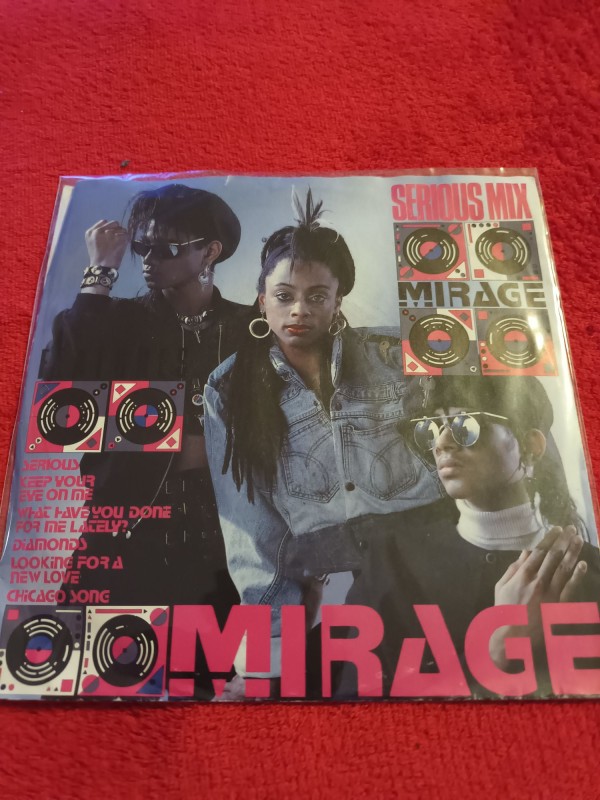 SERIOUS MIX
MIRAGE
SERIOUS
KEEP YOUR
EYE ON ME
WHAT HAVE YOU DONE
FOR ME LATELY?
DIAMONDS
LOOKING FOR A
NEW LOVE
CHICAGO SONG
MIRAGE